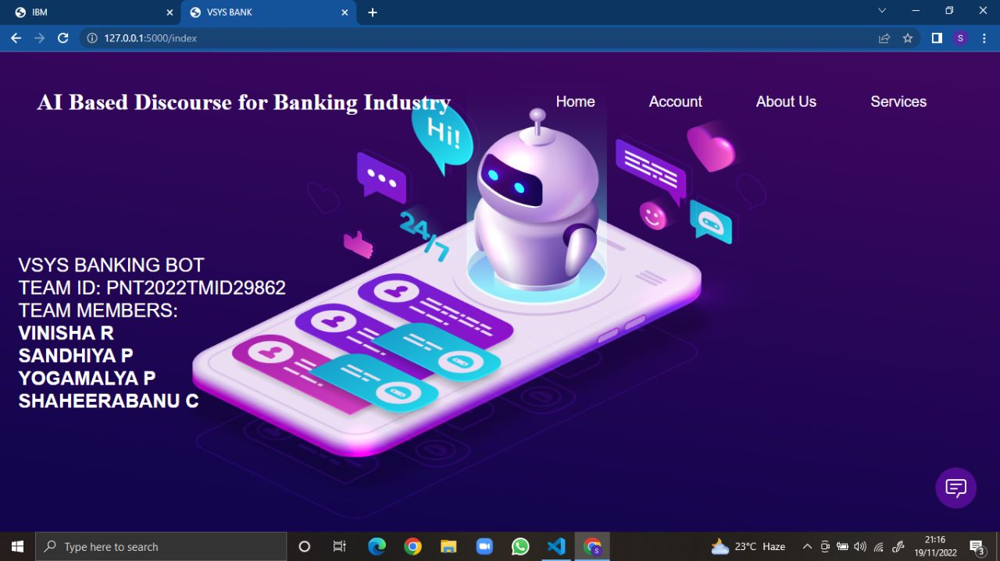 IBM
VSYS BANK
127.0.0.1:5000/index
S
AI Based Discourse for Banking Industry
Home
Account
About Us
Services
Hi!
24/7
VSYS BANKING BOT
TEAM ID: PNT2022TMID29862
TEAM MEMBERS:
VINISHA R
SANDHIYA P
YOGAMALYA P
SHAHEERABANU C
Type here to search
S
23°C Haze
21:16
19/11/2022
3